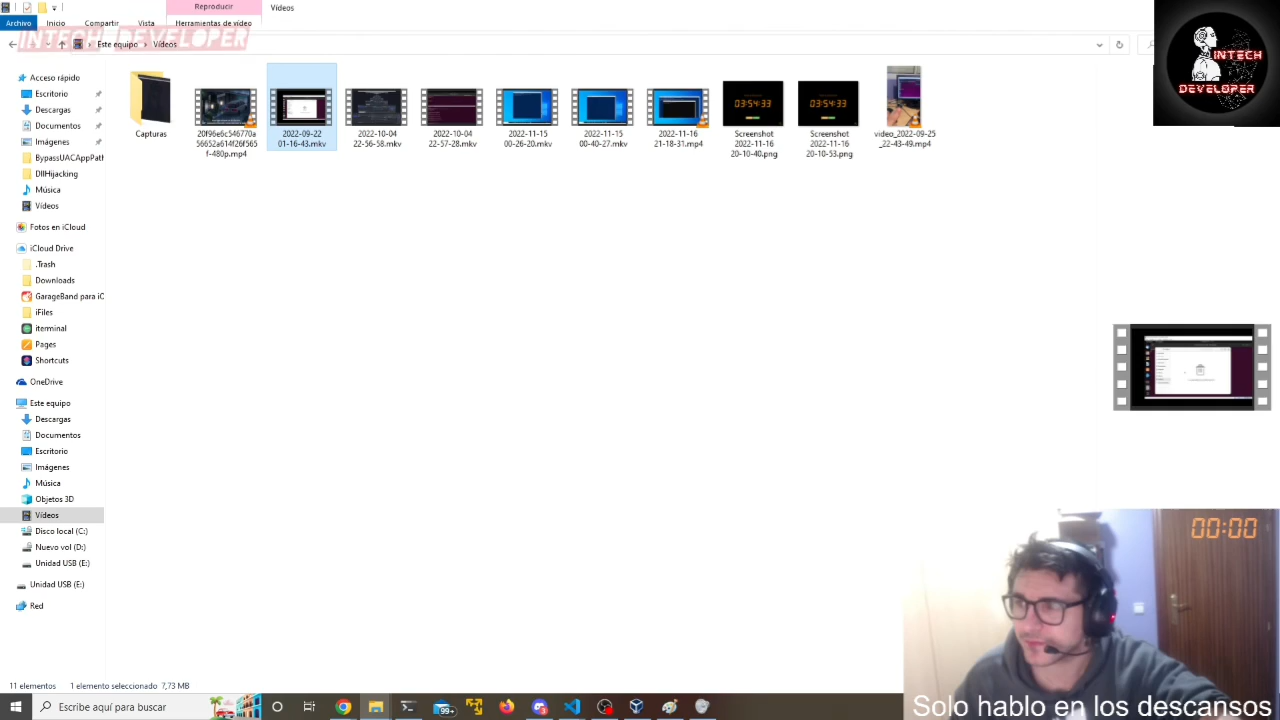 Reproducir
Vídeos
Archivo
Inicio
Compartir
Vista
Herramientas de vídeo
INTECH DEVELOPER
Este equipo
Vídeos
INTECH
DEVELOPER
Acceso rápido
Escritorio
Descargas
Documentos
Imágenes
BypassUACAppPath
DllHijacking
Música
Vídeos
Fotos en iCloud
iCloud Drive
.Trash
Downloads
GarageBand para iC
iFiles
iterminal
Pages
Shortcuts
OneDrive
Este equipo
Descargas
Documentos
Escritorio
Imágenes
Música
Objetos 3D
Vídeos
Disco local (C:)
Nuevo vol (D:)
Unidad USB (E:)
Unidad USB (E:)
Red
Capturas
20f96e6c546770a
56652a614f26f565
f-480p.mp4
2022-09-22
01-16-43.mkv
2022-10-04
22-56-58.mkv
2022-10-04
22-57-28.mkv
2022-11-15
00-26-20.mkv
2022-11-15
00-40-27.mkv
2022-11-16
21-18-31.mp4
03:54:33
Screenshot
2022-11-16
20-10-40.png
03:54:33
Screenshot
2022-11-16
20-10-53.png
video_2022-09-25
_22-43-49.mp4
00:00
11 elementos
1 elemento seleccionado 7,73 MB
Escribe aquí para buscar
99+
Solo hablo en los descansos